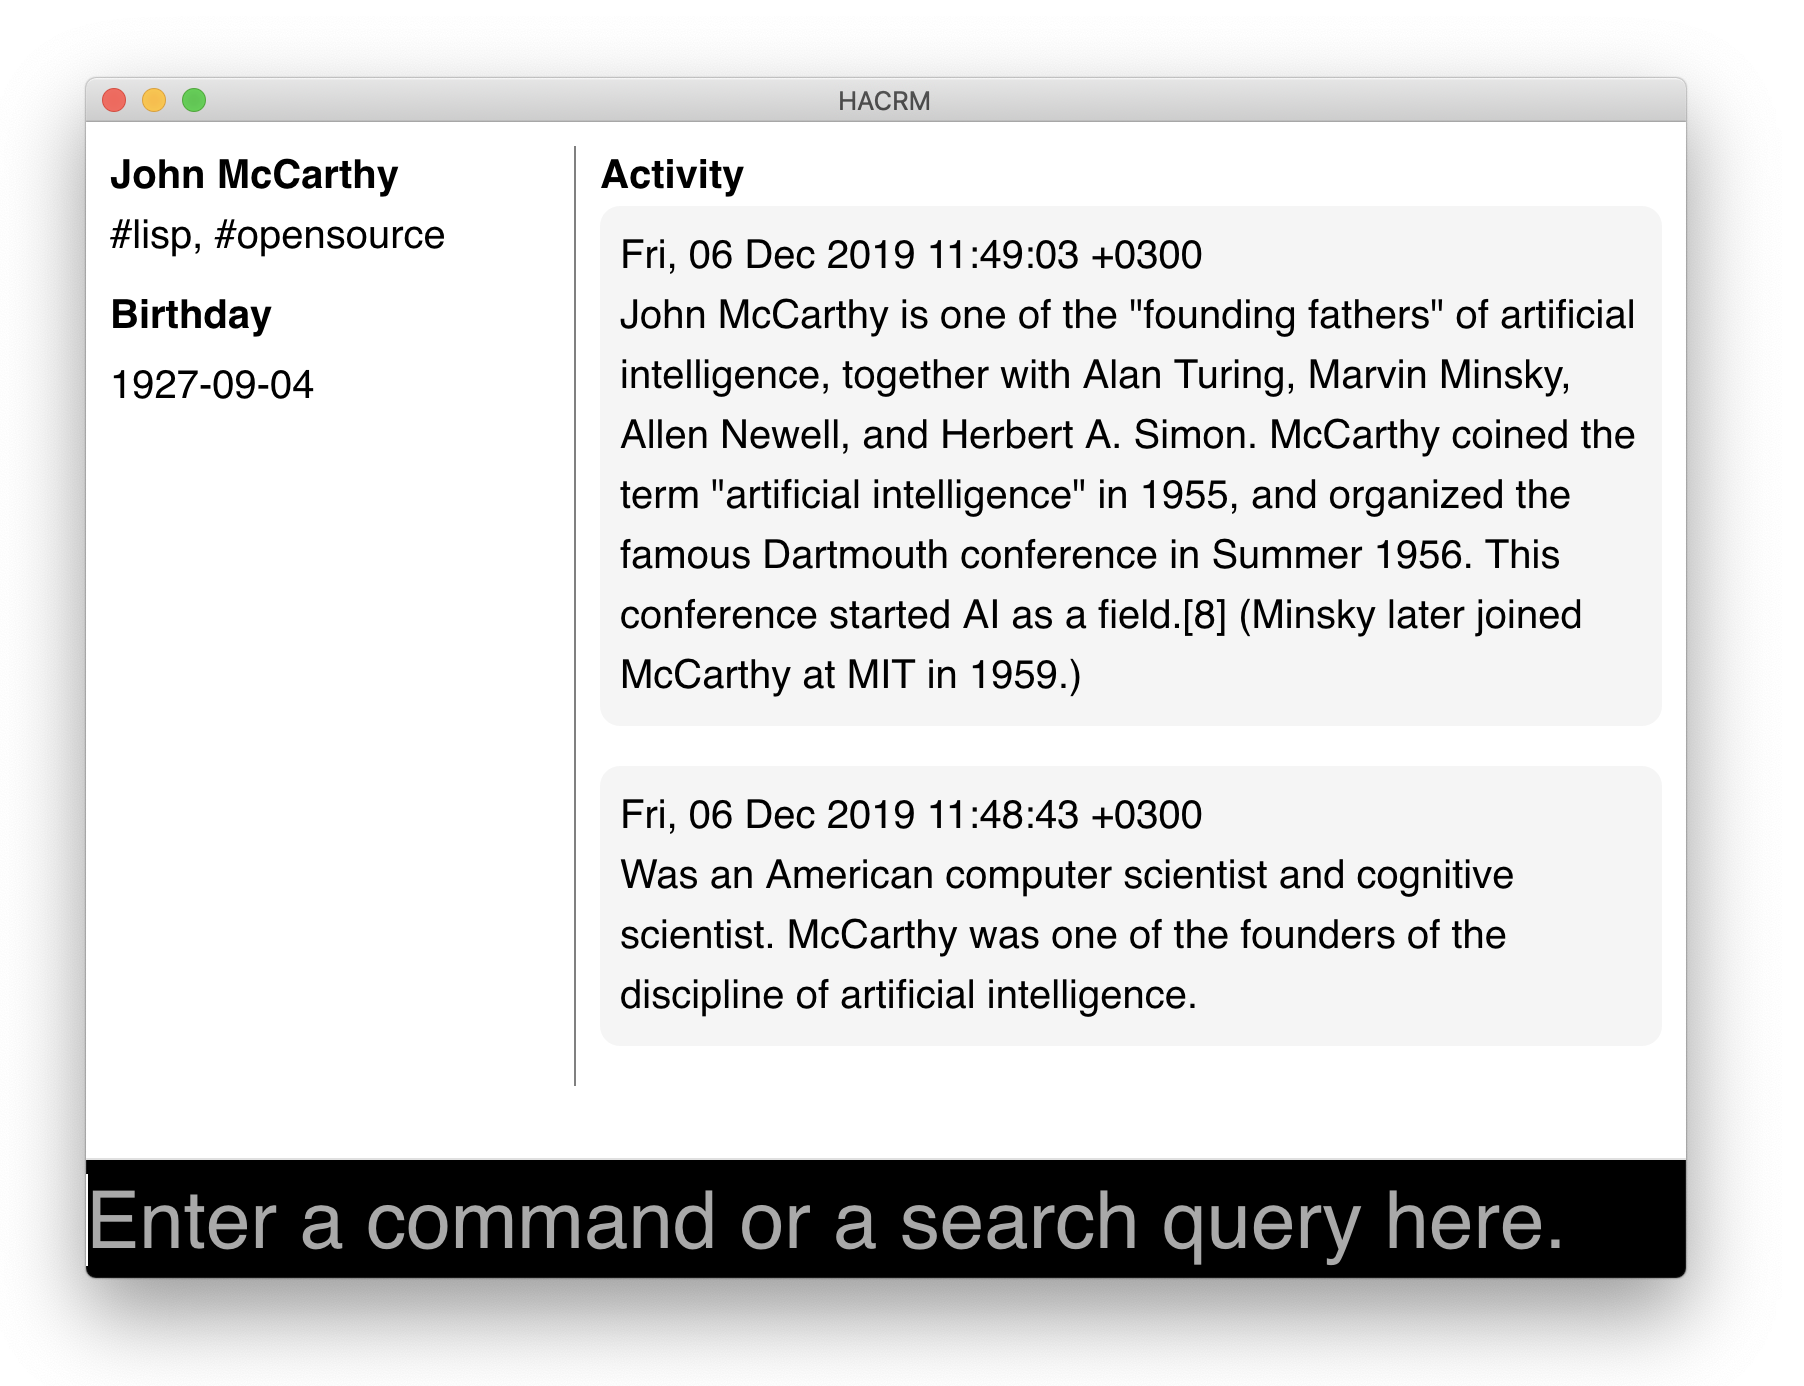 HACRM
John McCarthy
#lisp, #opensource
Birthday
1927-09-04
Activity
Fri, 06 Dec 2019 11:49:03 +0300
John McCarthy is one of the "founding fathers" of artificial
intelligence, together with Alan Turing, Marvin Minsky,
Allen Newell, and Herbert A. Simon. McCarthy coined the
term "artificial intelligence" in 1955, and organized the
famous Dartmouth conference in Summer 1956. This
conference started AI as a field.[8] (Minsky later joined
McCarthy at MIT in 1959.)
Fri, 06 Dec 2019 11:48:43 +0300
Was an American computer scientist and cognitive
scientist. McCarthy was one of the founders of the
discipline of artificial intelligence.
Enter a command or a search query here.